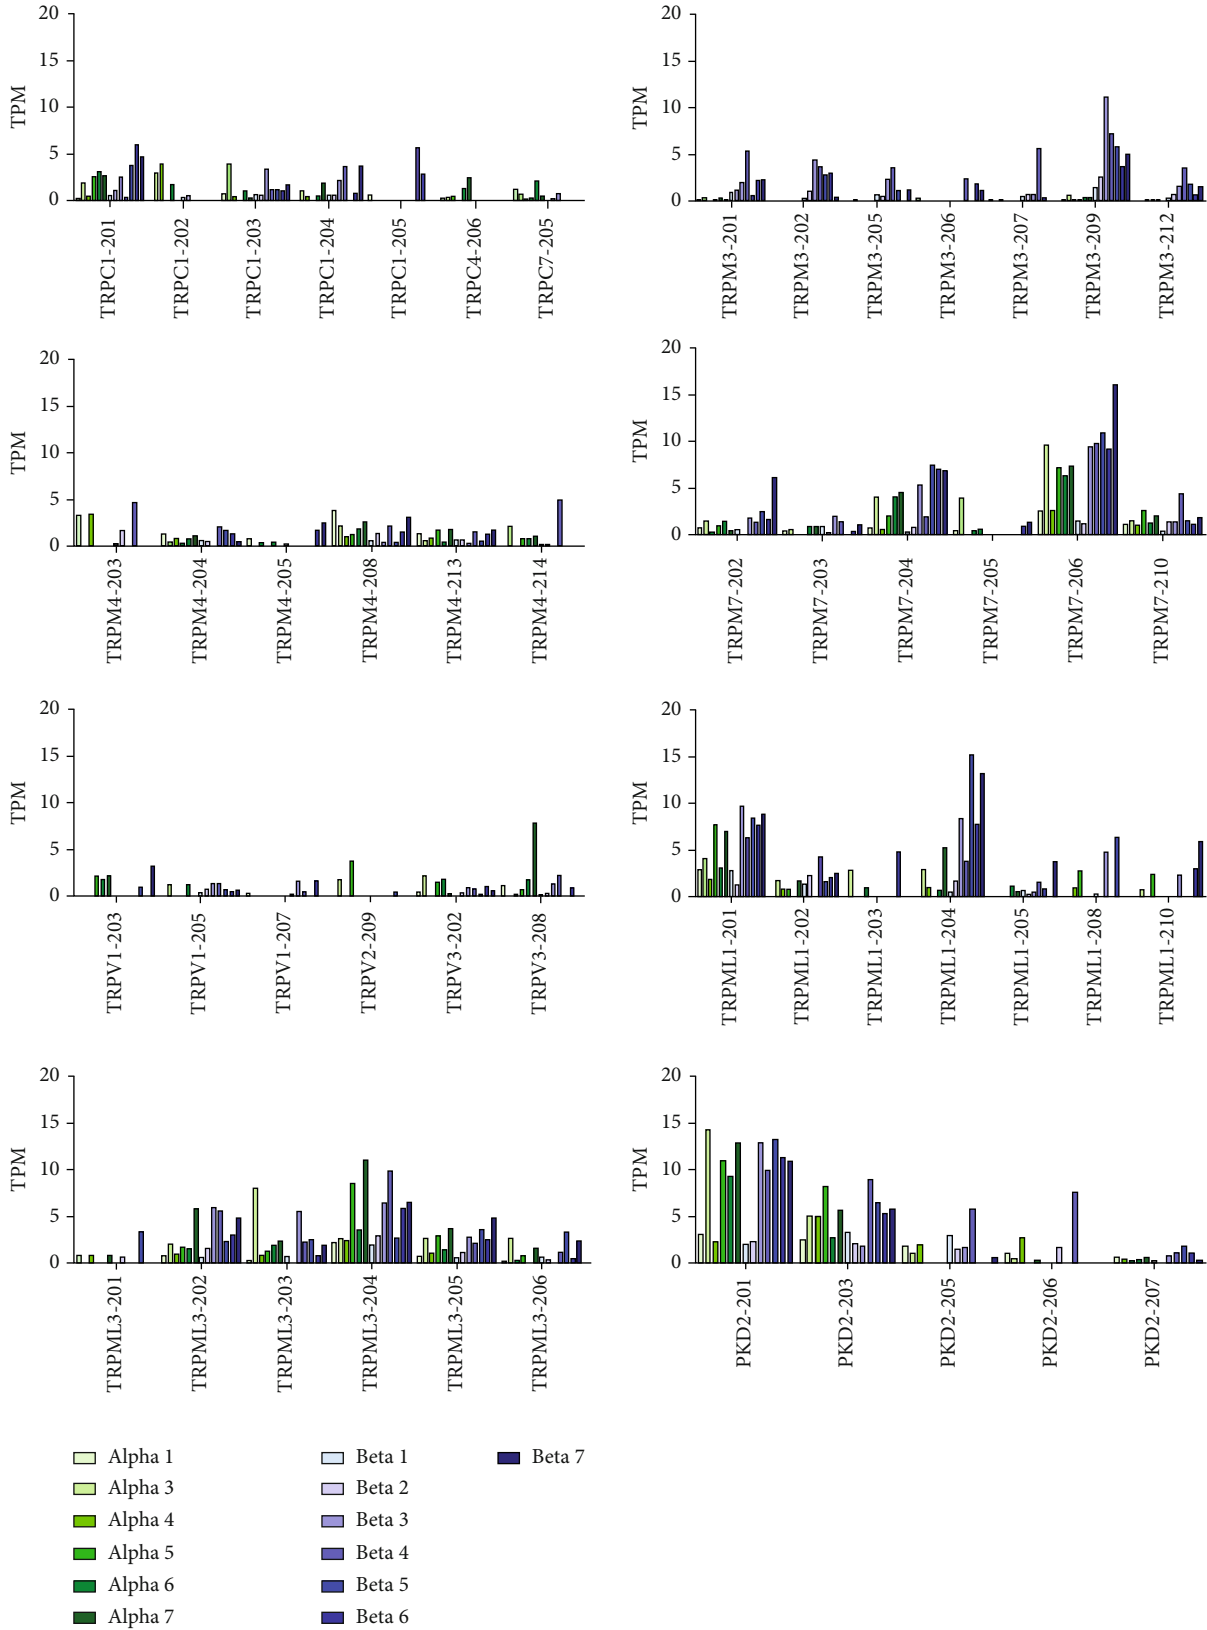 20
15
10
5
0
TPM
TRPC1-201
TRPC1-202
TRPC1-203
TRPC1-204
TRPC1-205
TRPC4-206
TRPC7-205
20
15
10
5
0
TPM
TRPM3-201
TRPM3-202
TRPM3-205
TRPM3-206
TRPM3-207
TRPM3-209
TRPM3-212
20
15
10
5
0
TPM
TRPM4-203
TRPM4-204
TRPM4-205
TRPM4-208
TRPM4-213
TRPM4-214
20
15
10
5
0
TPM
TRPM7-202
TRPM7-203
TRPM7-204
TRPM7-205
TRPM7-206
TRPM7-210
20
15
10
5
0
TPM
TRPV1-203
TRPV1-205
TRPV1-207
TRPV2-209
TRPV3-202
TRPV3-208
20
15
10
5
0
TPM
TRPML1-201
TRPML1-202
TRPML1-203
TRPML1-204
TRPML1-205
TRPML1-208
TRPML1-210
20
15
10
5
0
TPM
TRPML3-201
TRPML3-202
TRPML3-203
TRPML3-204
TRPML3-205
TRPML3-206
20
15
10
5
0
TPM
PKD2-201
PKD2-203
PKD2-205
PKD2-206
PKD2-207
Alpha 1
Alpha 3
Alpha 4
Alpha 5
Alpha 6
Alpha 7
Beta 1
Beta 2
Beta 3
Beta 4
Beta 5
Beta 6
Beta 7